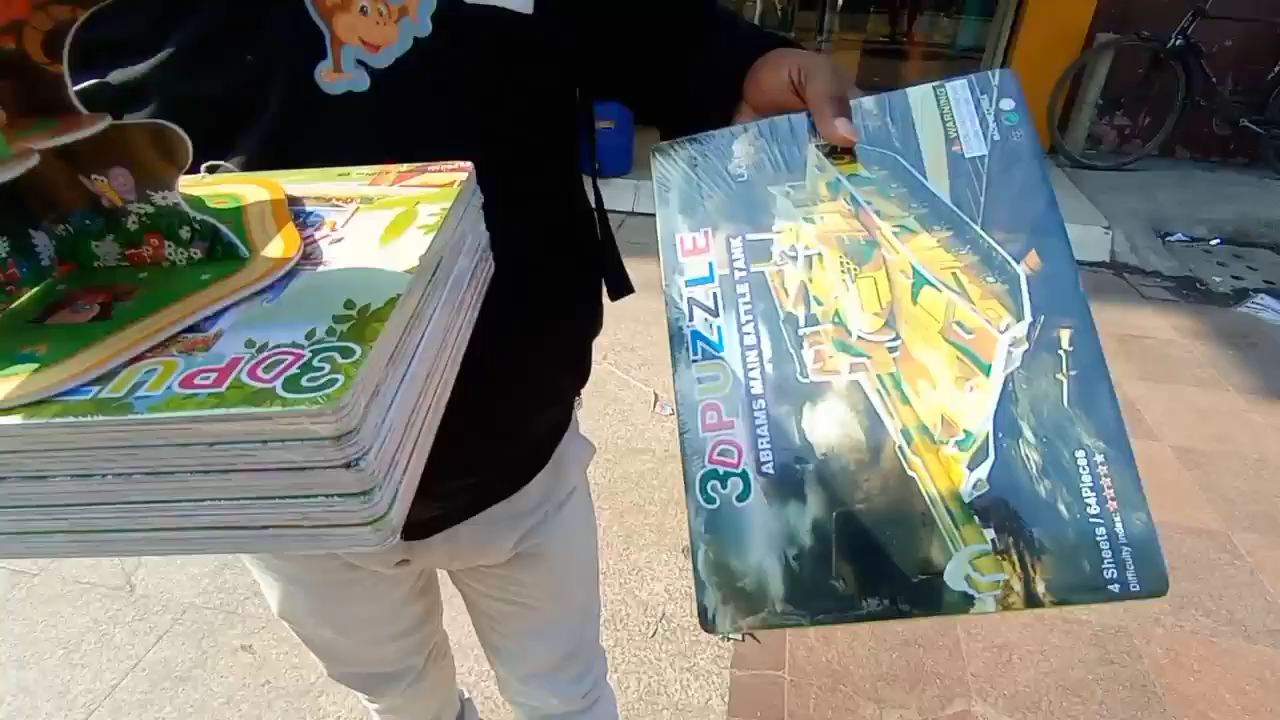 3DPUZZLE
ABRAMS MAIN BATTLE TANK
WARNING
4 Sheets / 64Pieces
Difficulty Index:☆☆☆☆★
3DPU